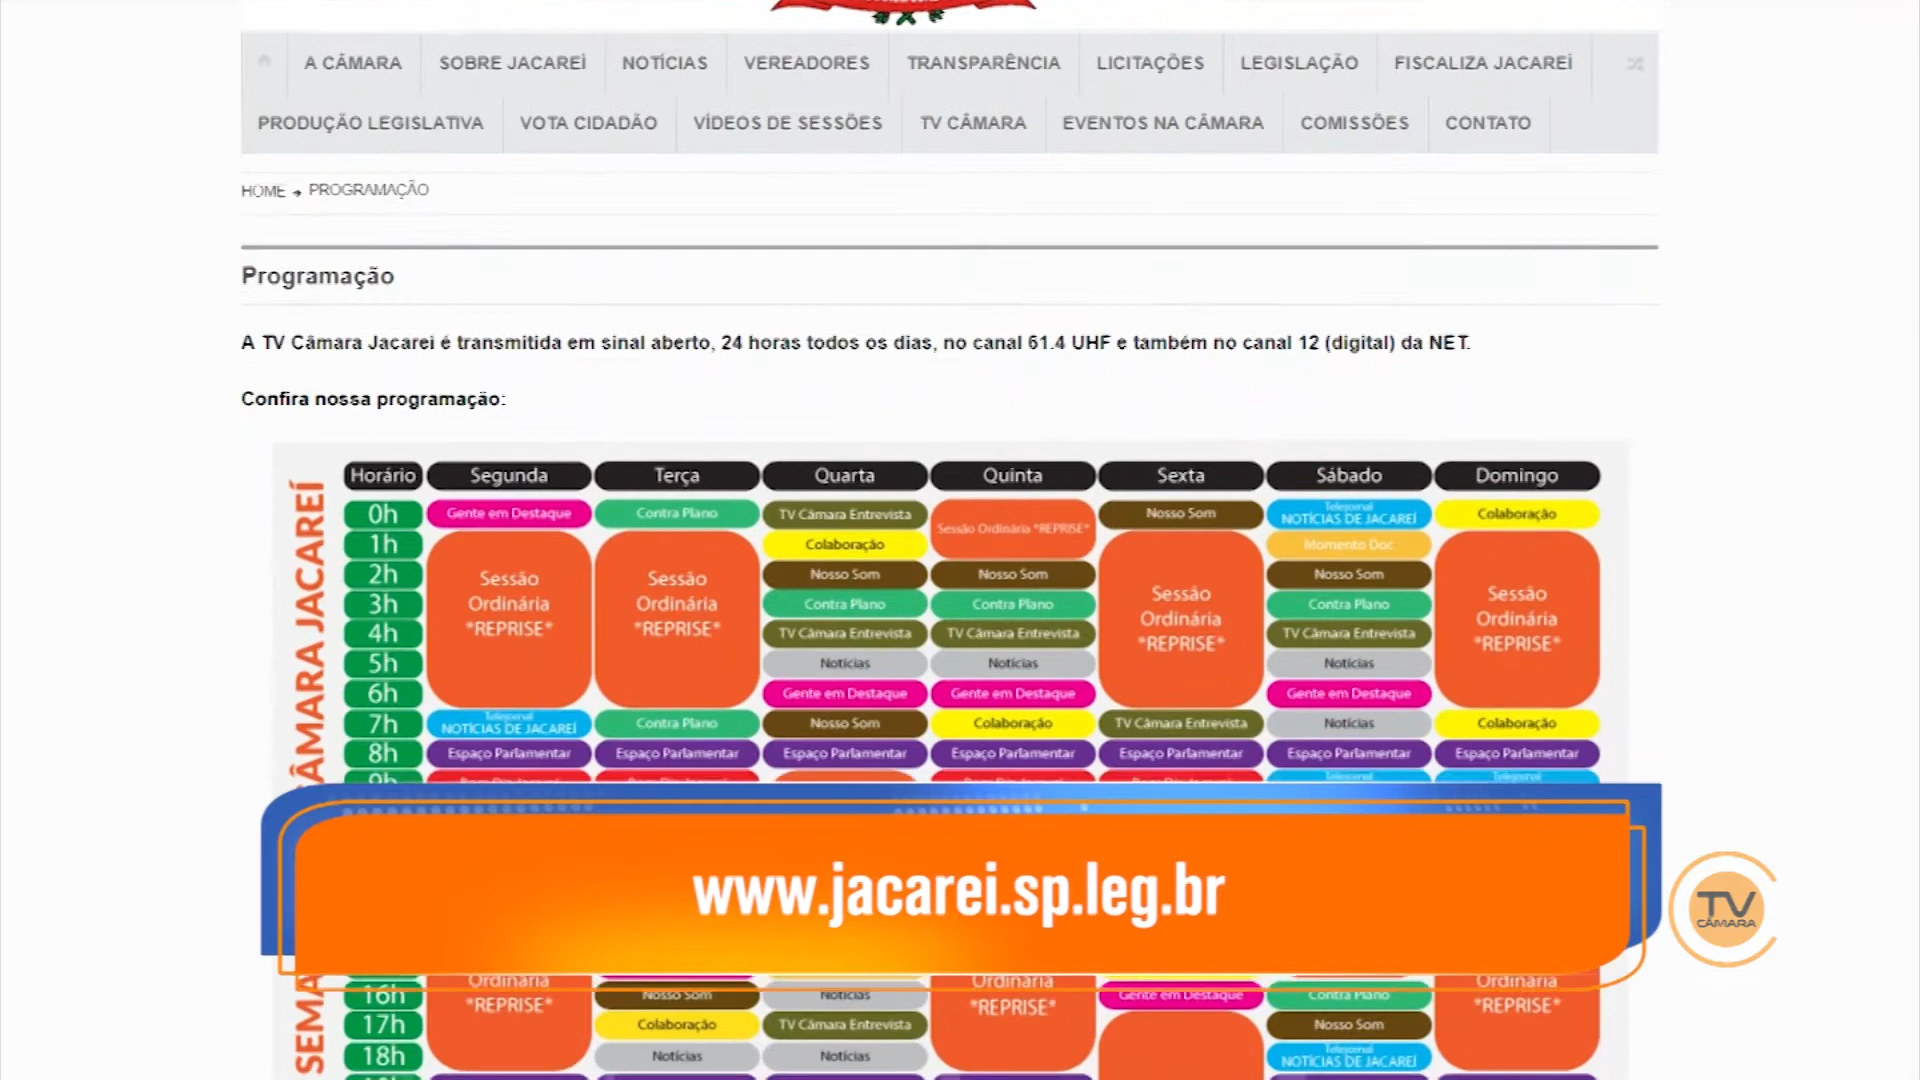 A CÂMARA SOBRE JACAREÍ NOTÍCIAS VEREADORES TRANSPARÊNCIA LICITAÇÕES LEGISLAÇÃO FISCALIZA JACAREÍ
PRODUÇÃO LEGISLATIVA VOTA CIDADÃO VÍDEOS DE SESSÕES TV CÂMARA EVENTOS NA CÂMARA COMISSÕES CONTATO
HOME → PROGRAMAÇÃO
Programação
A TV Câmara Jacareí é transmitida em sinal aberto, 24 horas todos os dias, no canal 61.4 UHF e também no canal 12 (digital) da NET.
Confira nossa programação:
CÂMARA JACAREÍ
SEMA
Horário Segunda Terça Quarta Quinta Sexta Sábado Domingo
0h Gente em Destaque Contra Plano TV Câmara Entrevista Sessão Ordinária *REPRISE* Nosso Som Telejornal NOTÍCIAS DE JACAREÍ Colaboração
1h Sessão Ordinária *REPRISE* Sessão Ordinária *REPRISE* Colaboração Sessão Ordinária *REPRISE* Momento Doc Sessão Ordinária *REPRISE*
2h Nosso Som Nosso Som Nosso Som
3h Contra Plano Contra Plano Contra Plano
4h TV Câmara Entrevista TV Câmara Entrevista TV Câmara Entrevista
5h Notícias Notícias Notícias
6h Gente em Destaque Gente em Destaque Gente em Destaque
7h Telejornal NOTÍCIAS DE JACAREÍ Contra Plano Nosso Som Colaboração TV Câmara Entrevista Notícias Colaboração
8h Espaço Parlamentar Espaço Parlamentar Espaço Parlamentar Espaço Parlamentar Espaço Parlamentar Espaço Parlamentar Espaço Parlamentar
9h Telejornal Telejornal
www.jacarei.sp.leg.br
TV CÂMARA
16h Ordinária *REPRISE* Nosso Som Notícias Ordinária *REPRISE* Gente em Destaque Contra Plano Ordinária *REPRISE*
17h Colaboração TV Câmara Entrevista Nosso Som
18h Notícias Notícias Telejornal NOTÍCIAS DE JACAREÍ